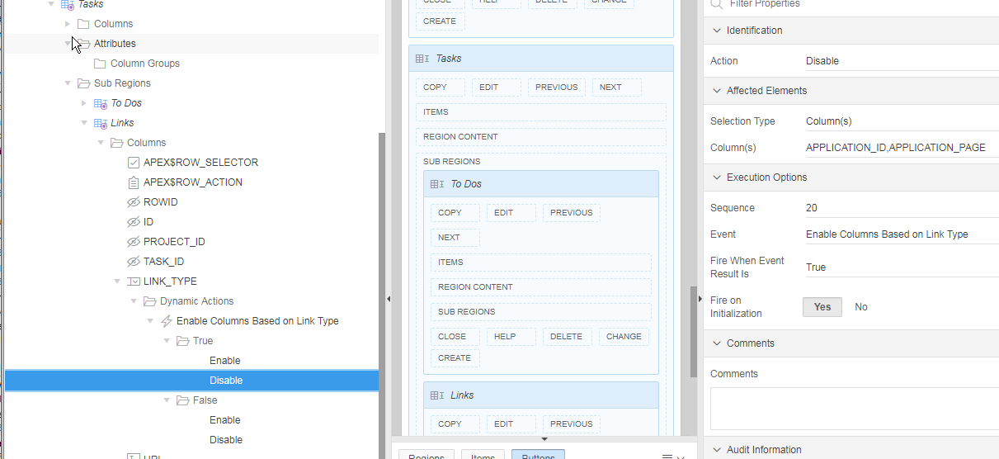 Tasks
Columns
Attributes
Column Groups
Sub Regions
To Dos
Links
Columns
APEX$ROW_SELECTOR
APEX$ROW_ACTION
ROWID
ID
PROJECT_ID
TASK_ID
LINK_TYPE
Dynamic Actions
Enable Columns Based on Link Type
True
Enable
Disable
False
Enable
Disable
URL
CLOSE HELP DELETE CHANGE
CREATE
Tasks
COPY EDIT PREVIOUS NEXT
ITEMS
REGION CONTENT
SUB REGIONS
To Dos
COPY EDIT PREVIOUS
NEXT
ITEMS
REGION CONTENT
SUB REGIONS
CLOSE HELP DELETE CHANGE
CREATE
Links
COPY EDIT PREVIOUS
Regions Items Buttons
Filter Properties
Identification
Action Disable
Affected Elements
Selection Type Column(s)
Column(s) APPLICATION_ID,APPLICATION_PAGE
Execution Options
Sequence 20
Event Enable Columns Based on Link Type
Fire When Event
Result Is True
Fire on
Initialization Yes No
Comments
Comments
Audit Information